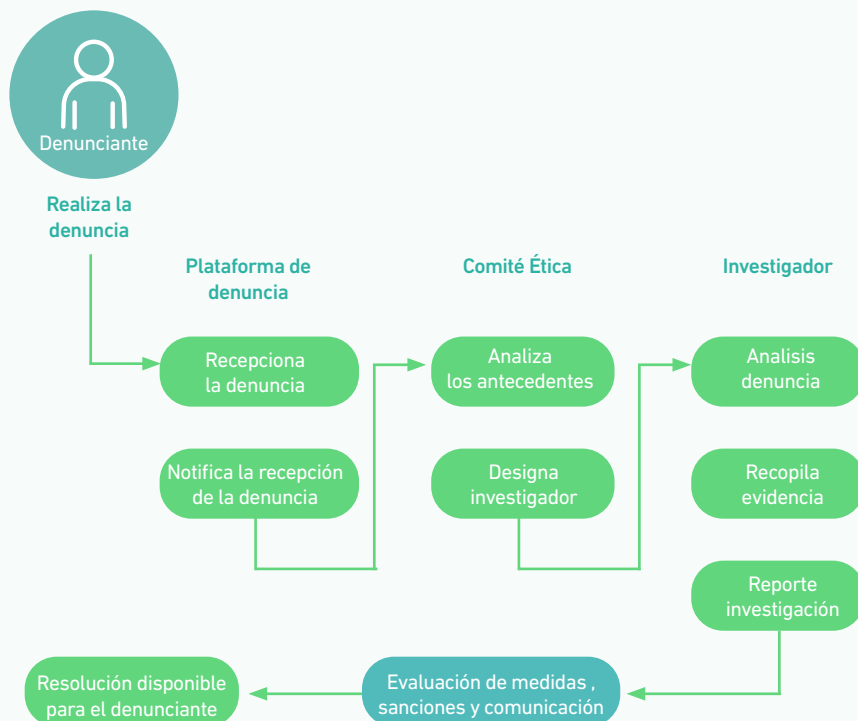 Denunciante
Realiza la
denuncia
Plataforma de
denuncia
Recepciona
la denuncia
Notifica la recepción
de la denuncia
Comité Ética
Analiza
los antecedentes
Designa
investigador
Investigador
Analisis
denuncia
Recopila
evidencia
Reporte
investigación
Evaluación de medidas ,
sanciones y comunicación
Resolución disponible
para el denunciante